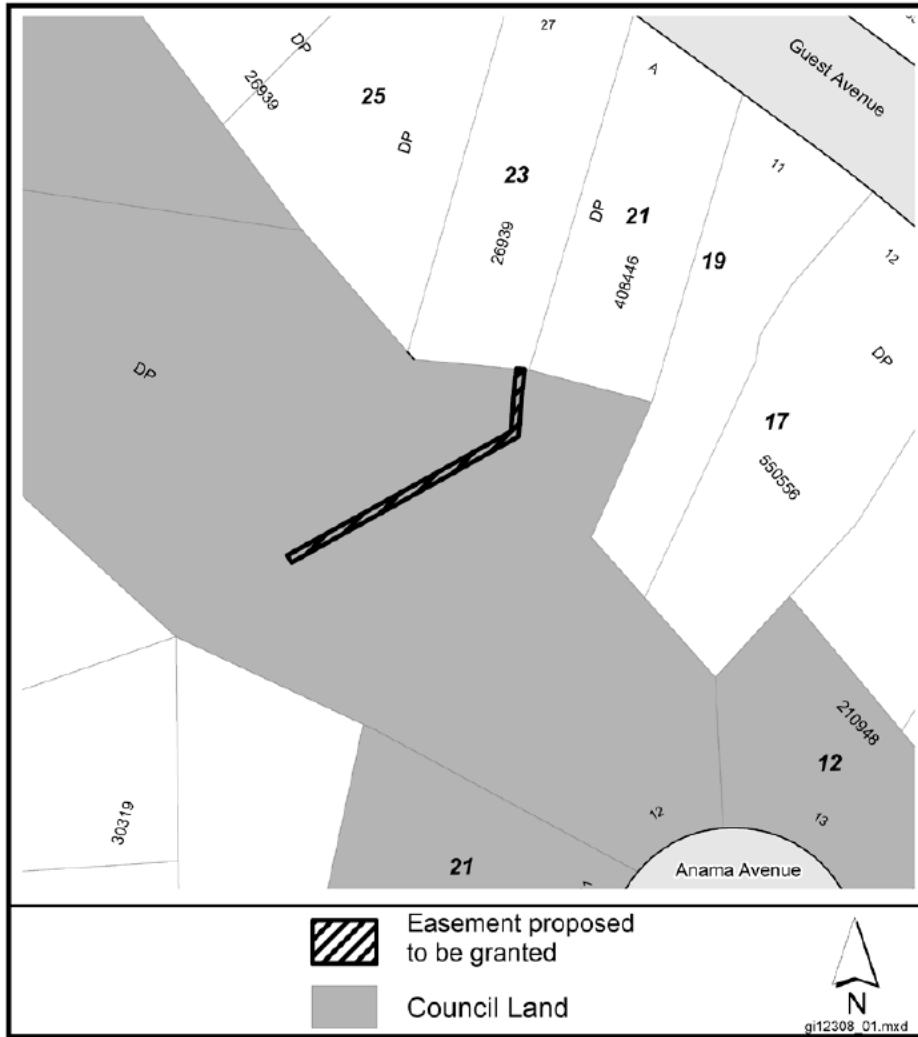 27
Guest Avenue
DP
26939
25
DP
A
23
26939
DP
21
408446
11
19
12
DP
17
550556
DP
210948
12
13
12
30319
21
Anama Avenue
Easement proposed
to be granted
Council Land
N
gi12308_01.mxd